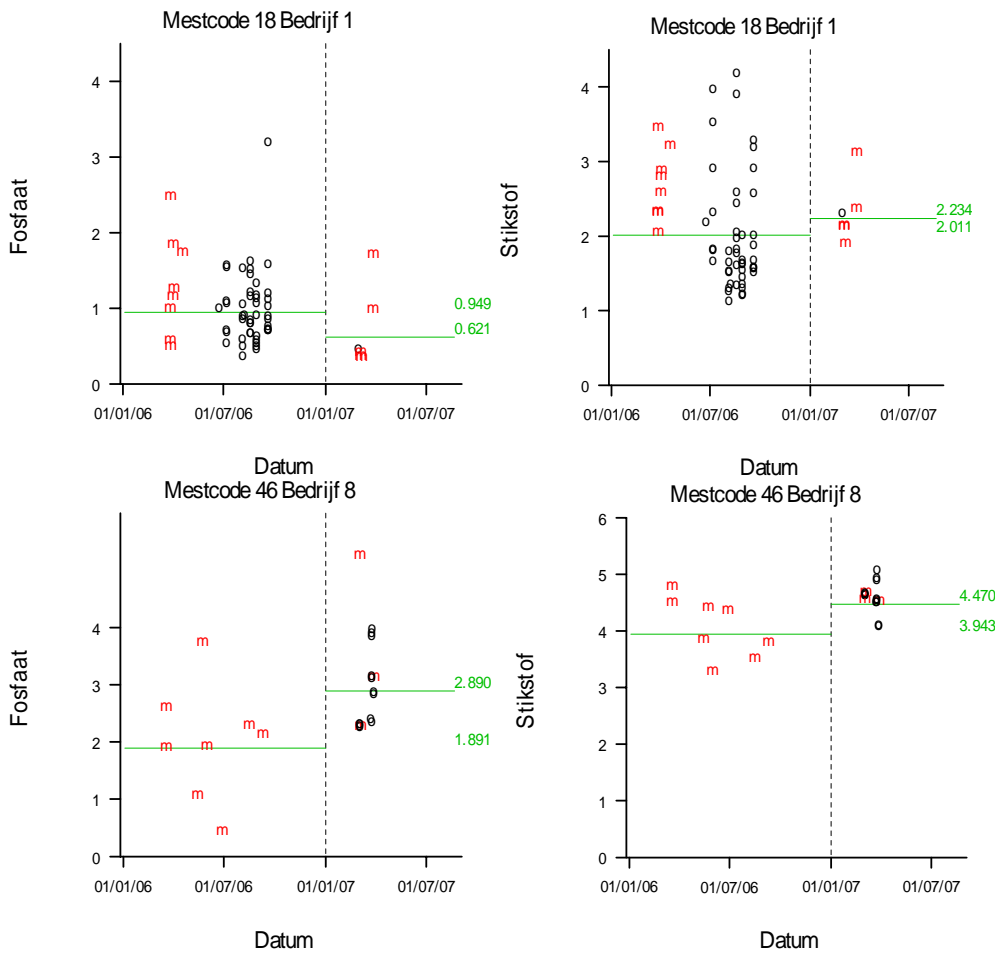 Mestcode 18 Bedrijf 1
Fosfaat
4
3
2
1
0
0.949
0.621
01/01/06 01/07/06 01/01/07 01/07/07
Datum
Mestcode 18 Bedrijf 1
Stikstof
4
3
2
1
0
2.234
2.011
01/01/06 01/07/06 01/01/07 01/07/07
Datum
Mestcode 46 Bedrijf 8
Fosfaat
4
3
2
1
0
2.890
1.891
01/01/06 01/07/06 01/01/07 01/07/07
Datum
Mestcode 46 Bedrijf 8
Stikstof
6
5
4
3
2
1
0
4.470
3.943
01/01/06 01/07/06 01/01/07 01/07/07
Datum